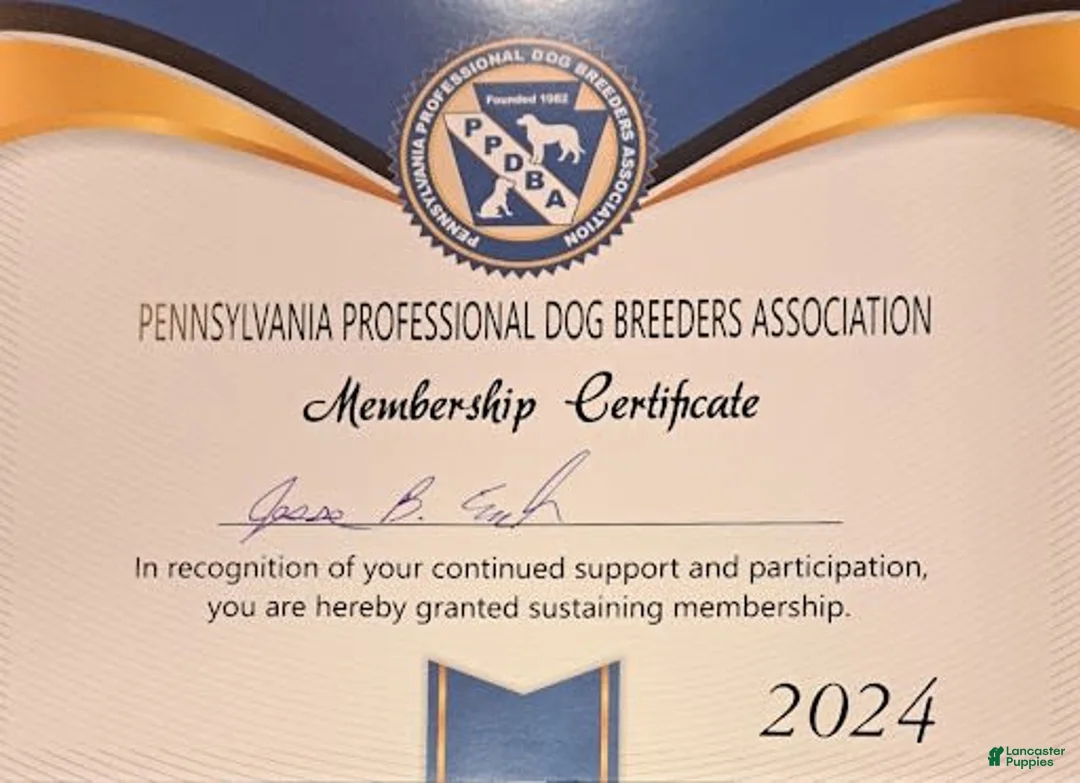 PENNSYLVANIA PROFESSIONAL DOG BREEDERS ASSOCIATION
Founded 1982
PPDBA
PENNSYLVANIA PROFESSIONAL DOG BREEDERS ASSOCIATION
Membership Certificate
Jesse B.
In recognition of your continued support and participation,
you are hereby granted sustaining membership.
2024
Lancaster
Puppies